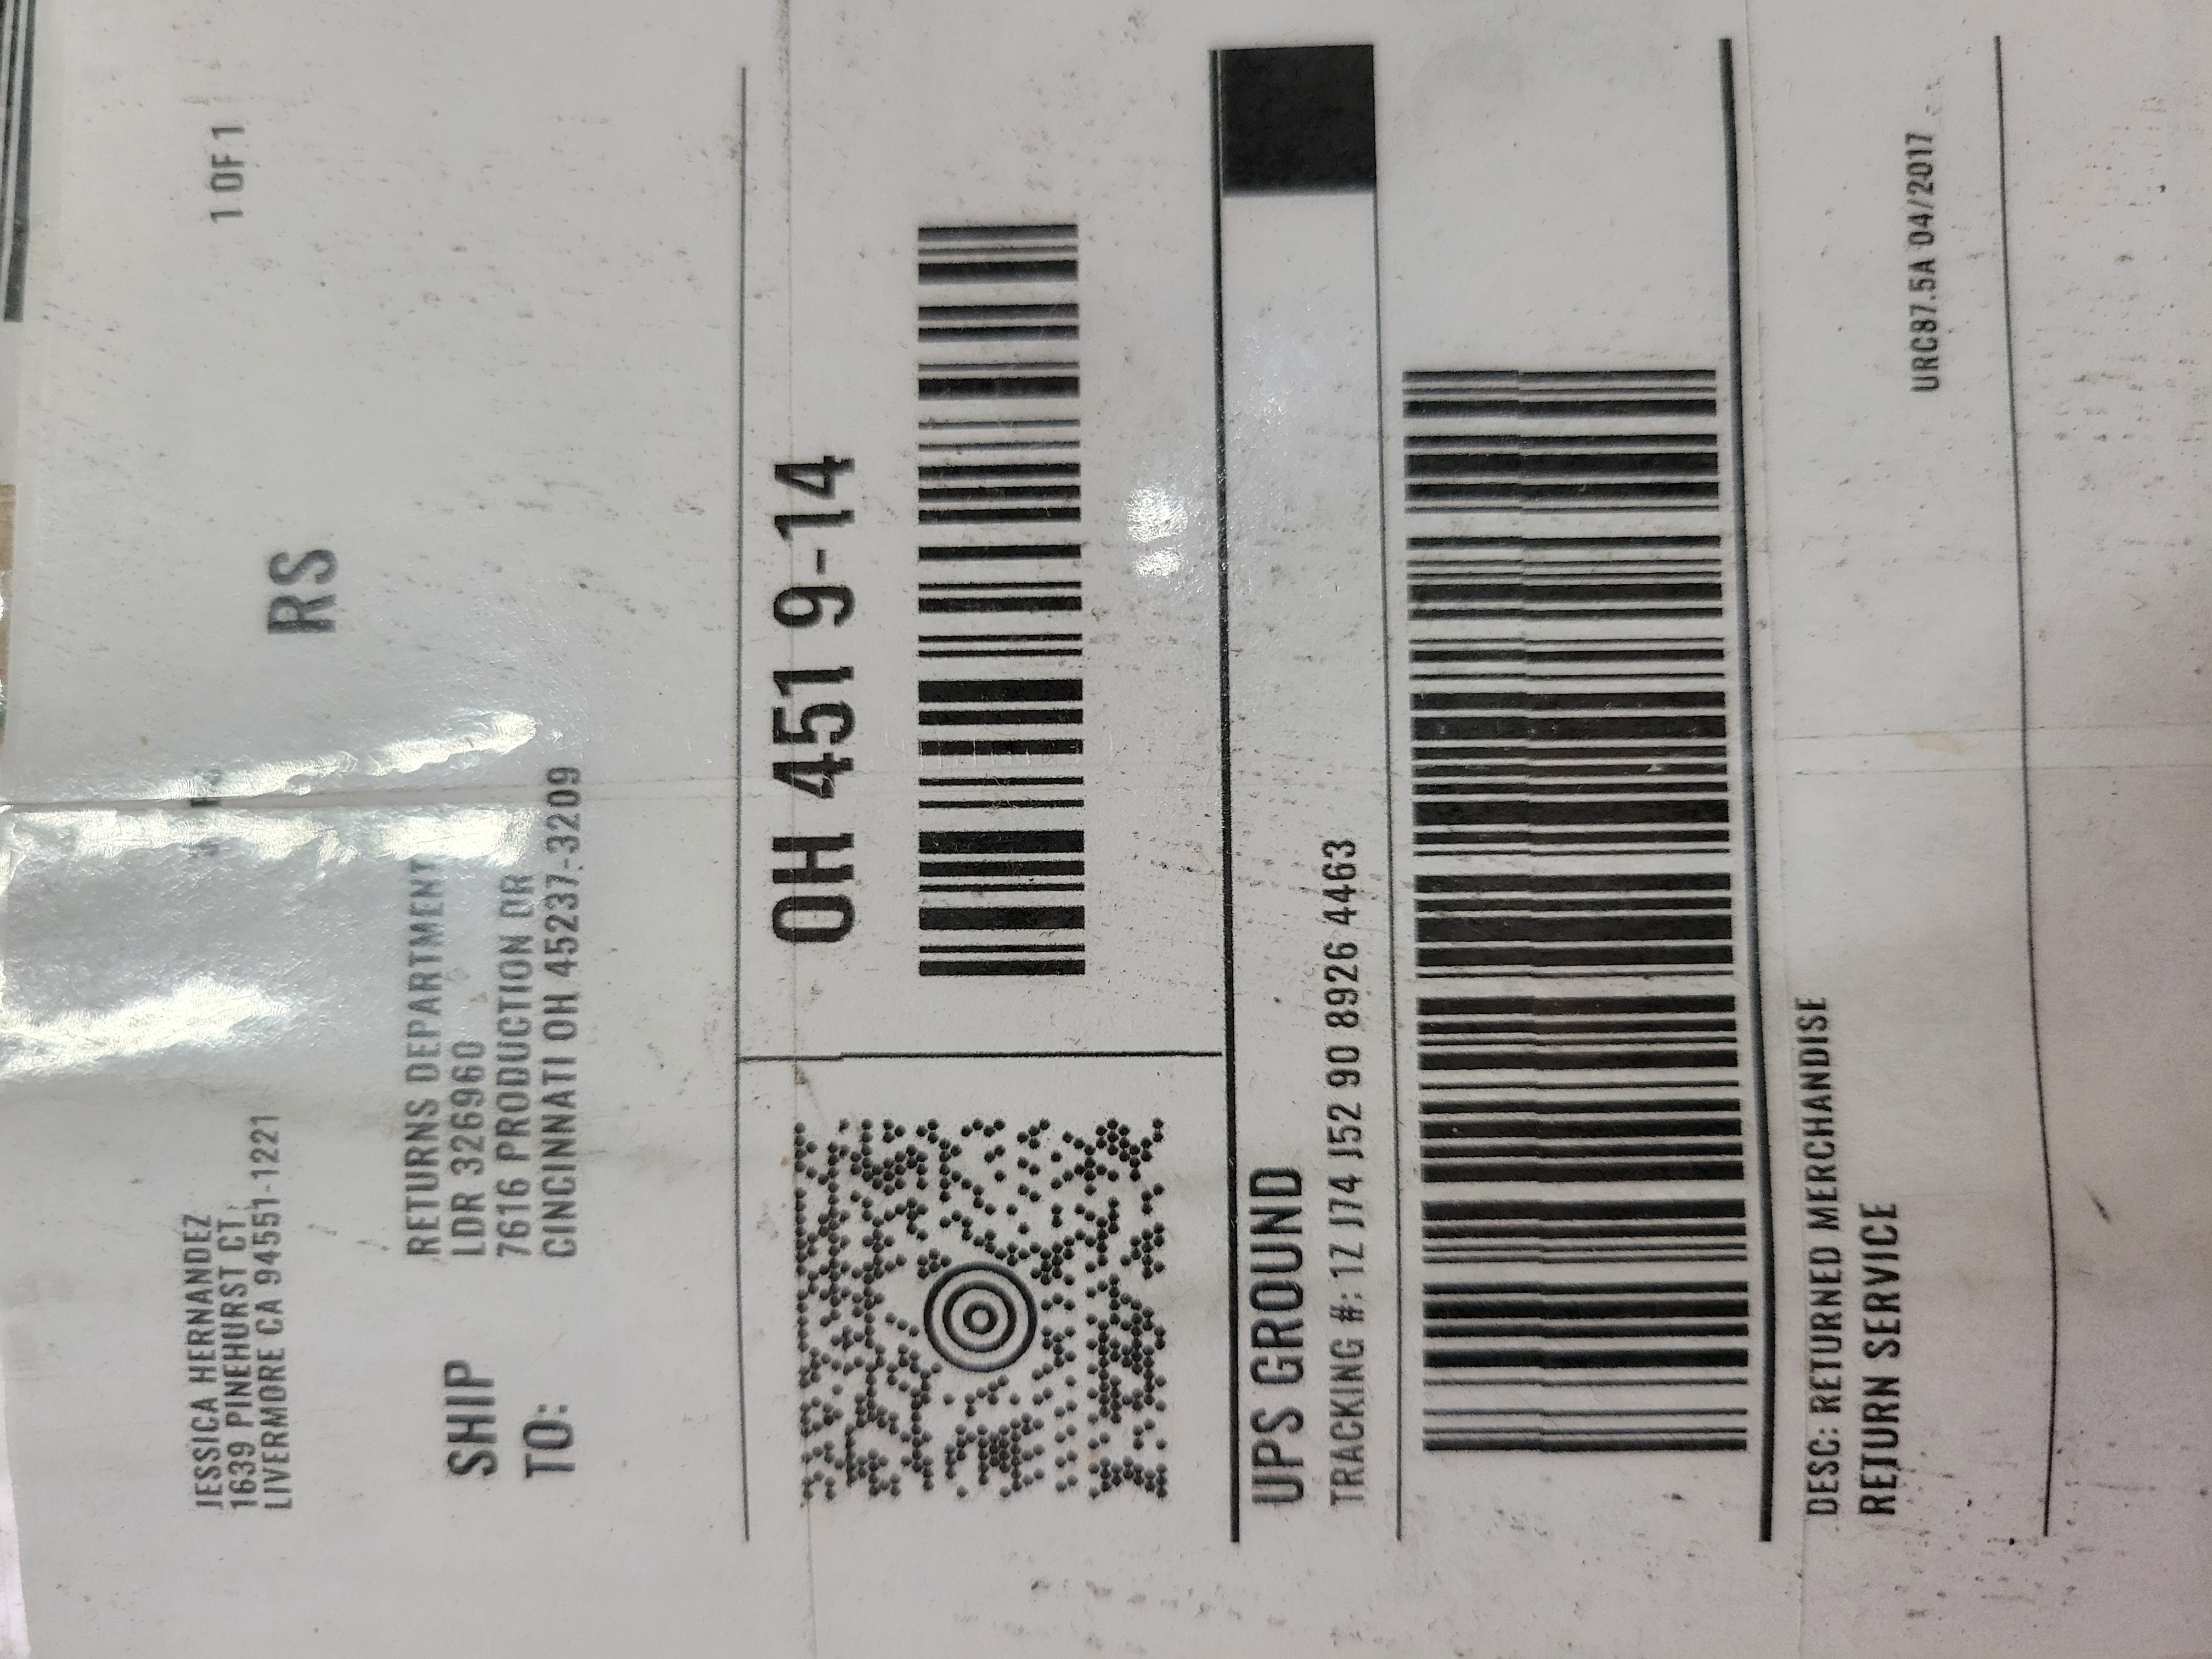 JESSICA HERNANDEZ
1639 PINEHURST CT.
LIVERMORE CA 94551-1221
1 OF 1
RS
SHIP
TO:
RETURNS DEPARTMENT
LDR 326960
7616 PRODUCTION DR
CINCINNATI OH 45237-3209
OH 451 9-14
UPS GROUND
TRACKING #: 1Z J74 J52 90 8926 4463
DESC: RETURNED MERCHANDISE
RETURN SERVICE
URC87.5A 04/2017